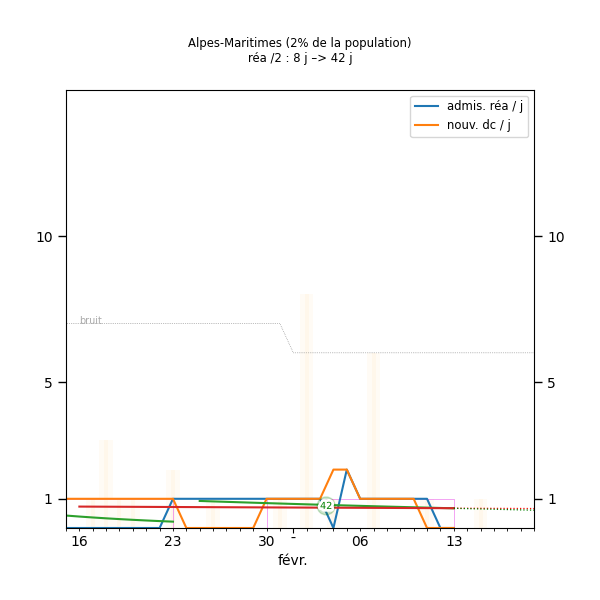 Alpes-Maritimes (2% de la population)
réa /2 : 8 j –> 42 j
admis. réa / j
nouv. dc / j
10 10
bruit
5 5
1 1
42
16 23 30 - 06 13
févr.